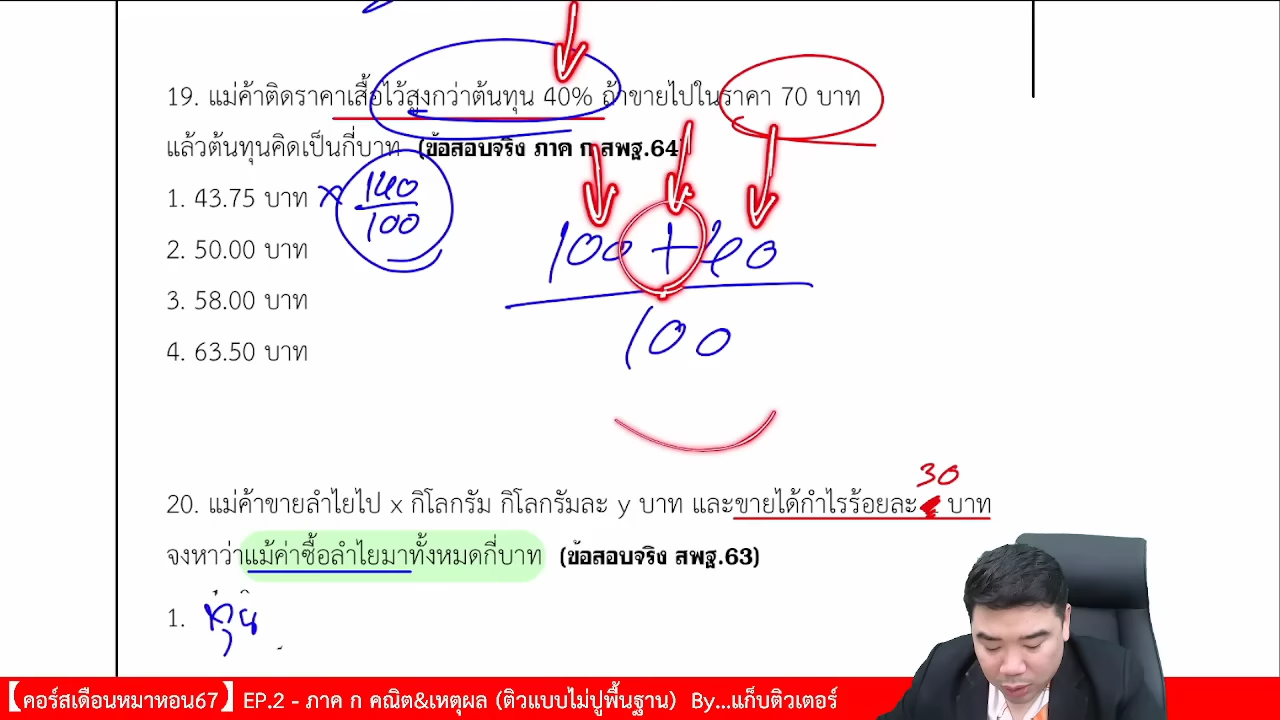 19. แม่ค้าติดราคาเสื้อไว้สูงกว่าต้นทุน 40% ถ้าขายไปในราคา 70 บาท
แล้วต้นทุนคิดเป็นกี่บาท (ข้อสอบจริง ภาค ก สพฐ.64)
1. 43.75 บาท × 140/100
2. 50.00 บาท
3. 58.00 บาท
4. 63.50 บาท
100 + 40
100
30
20. แม่ค้าขายลำไยไป x กิโลกรัม กิโลกรัมละ y บาท และขายได้กำไรร้อยละ บาท
จงหาว่าแม้ค่าซื้อลำไยมาทั้งหมดกี่บาท (ข้อสอบจริง สพฐ.63)
1.
【คอร์สเดือนหมาหอน67】 EP.2 - ภาค ก คณิต&เหตุผล (ติวแบบไม่ปูพื้นฐาน) By...แก็บติวเตอร์